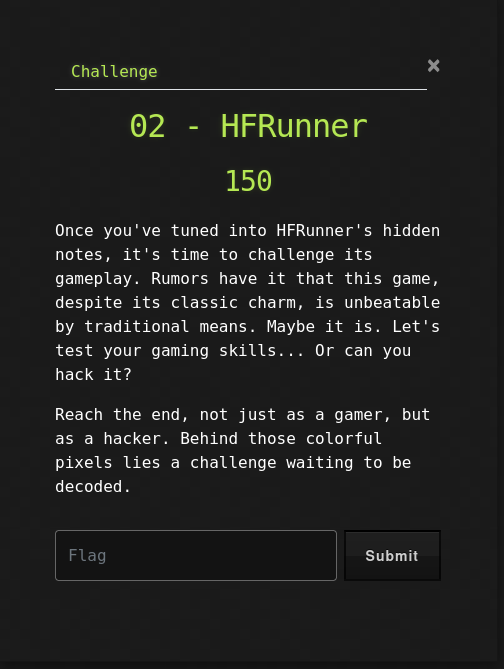 Challenge
×
02 - HFRunner
150
Once you've tuned into HFRunner's hidden
notes, it's time to challenge its
gameplay. Rumors have it that this game,
despite its classic charm, is unbeatable
by traditional means. Maybe it is. Let's
test your gaming skills... Or can you
hack it?
Reach the end, not just as a gamer, but
as a hacker. Behind those colorful
pixels lies a challenge waiting to be
decoded.
Flag
Submit